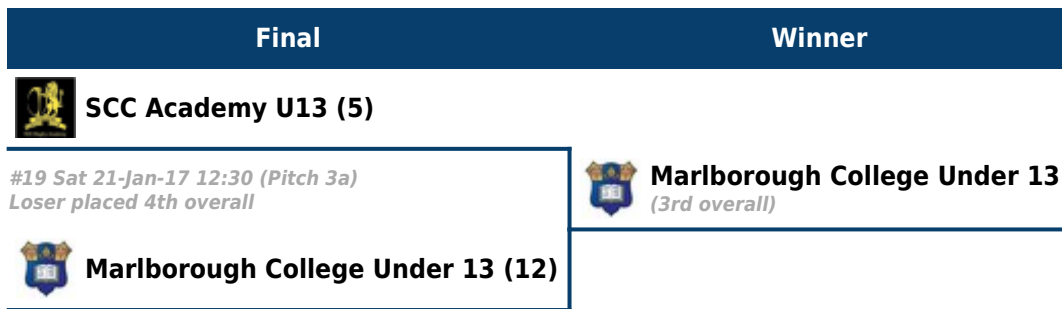 Final
Winner
SCC Academy U13 (5)
#19 Sat 21-Jan-17 12:30 (Pitch 3a)
Loser placed 4th overall
Marlborough College Under 13
(3rd overall)
Marlborough College Under 13 (12)